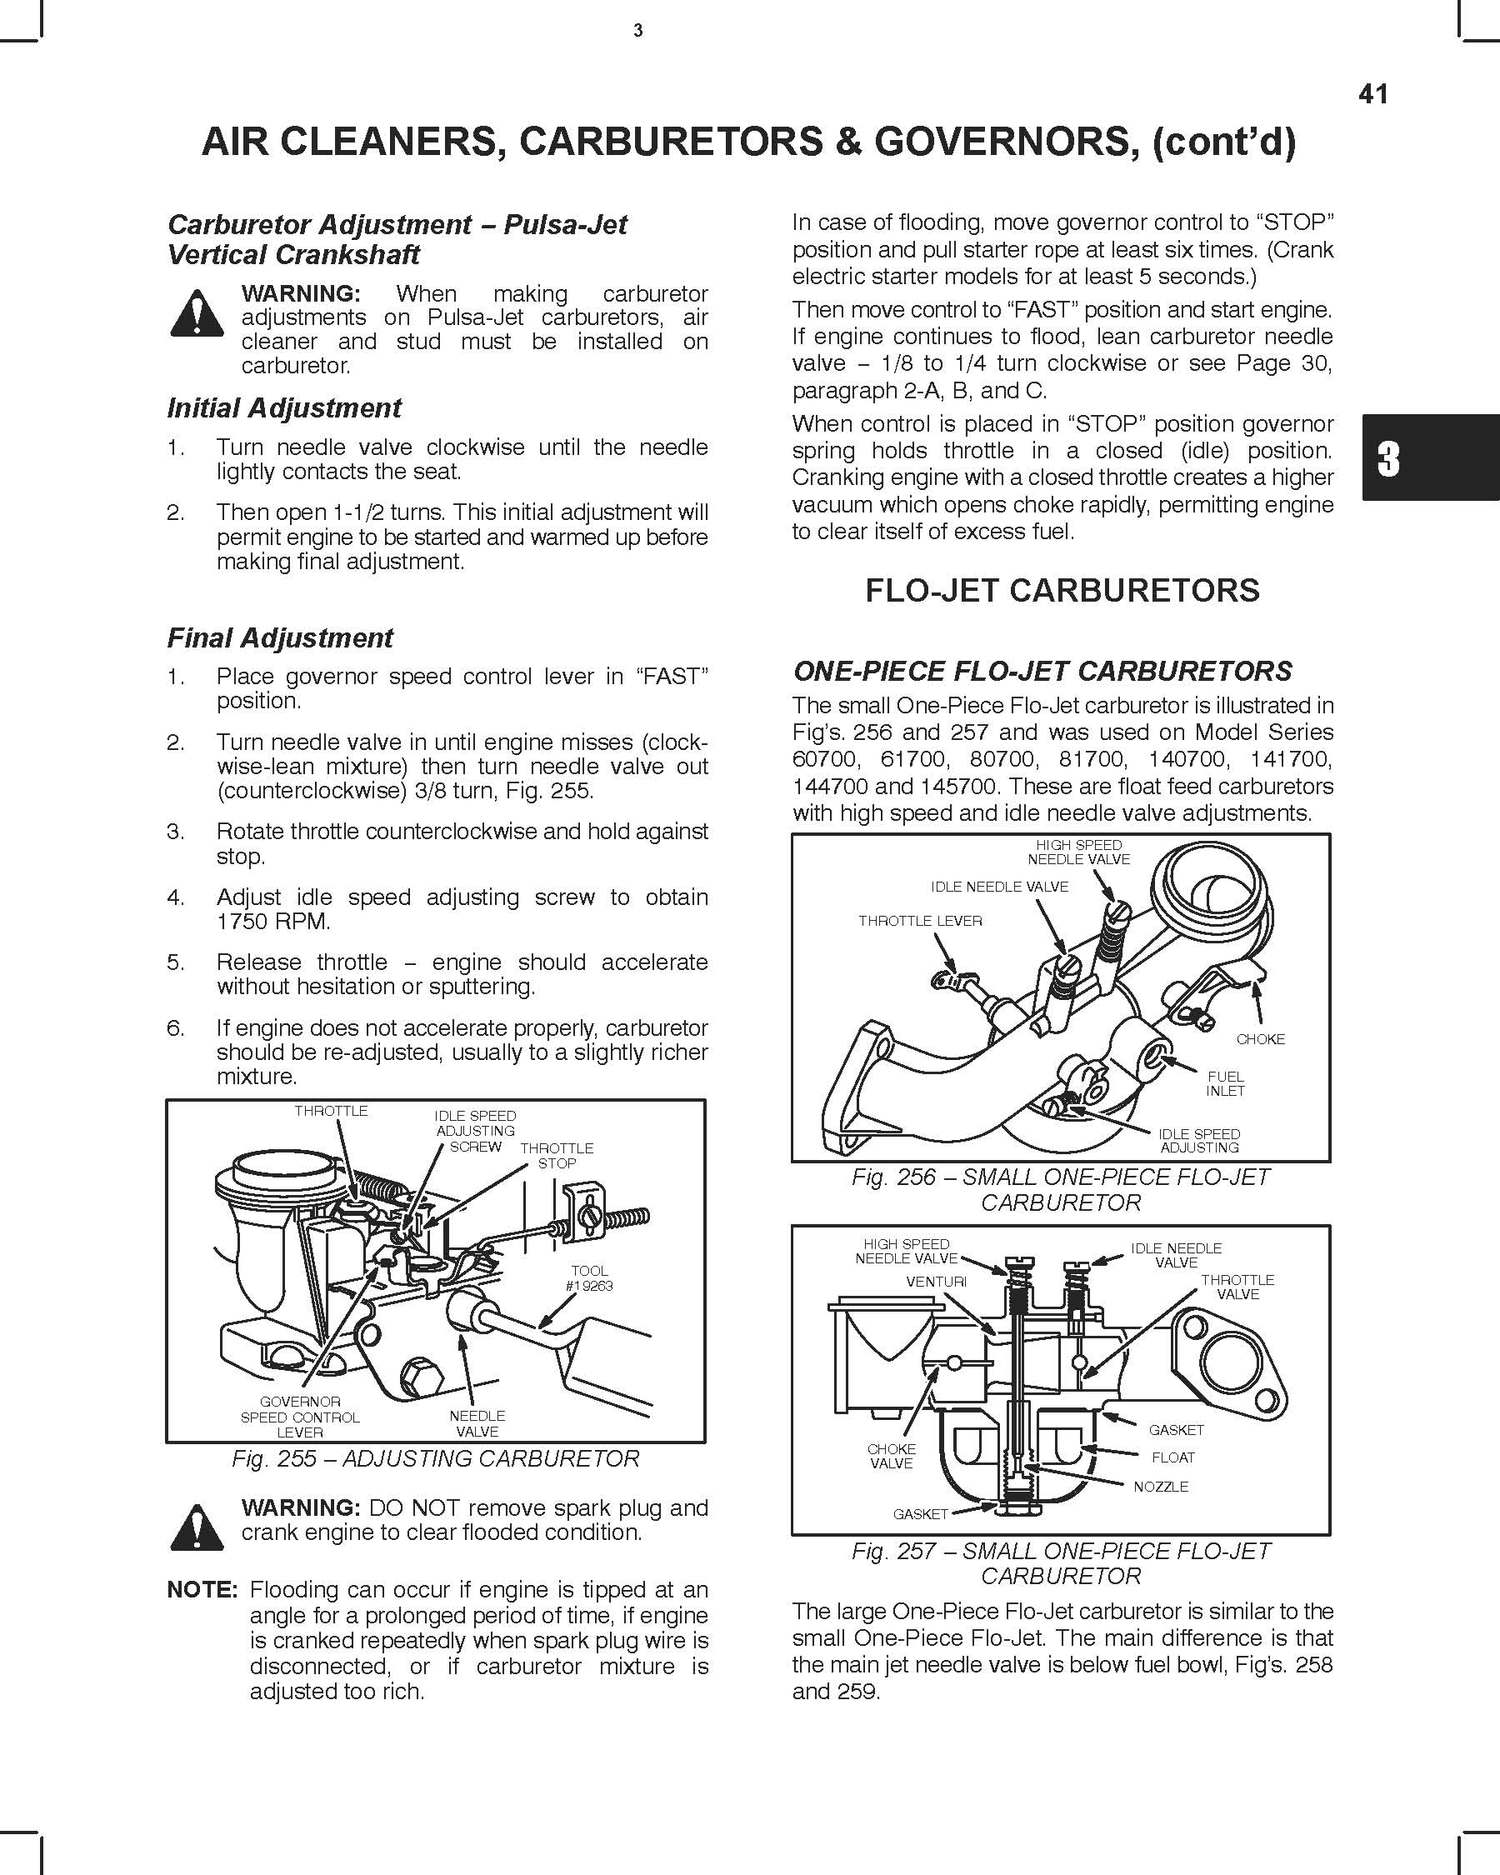 3
41
AIR CLEANERS, CARBURETORS & GOVERNORS, (cont’d)
Carburetor Adjustment – Pulsa-Jet
Vertical Crankshaft
WARNING: When making carburetor
adjustments on Pulsa-Jet carburetors, air
cleaner and stud must be installed on
carburetor.
Initial Adjustment
1. Turn needle valve clockwise until the needle
lightly contacts the seat.
2. Then open 1-1/2 turns. This initial adjustment will
permit engine to be started and warmed up before
making final adjustment.
Final Adjustment
1. Place governor speed control lever in “FAST”
position.
2. Turn needle valve in until engine misses (clock-
wise-lean mixture) then turn needle valve out
(counterclockwise) 3/8 turn, Fig. 255.
3. Rotate throttle counterclockwise and hold against
stop.
4. Adjust idle speed adjusting screw to obtain
1750 RPM.
5. Release throttle – engine should accelerate
without hesitation or sputtering.
6. If engine does not accelerate properly, carburetor
should be re-adjusted, usually to a slightly richer
mixture.
THROTTLE
IDLE SPEED
ADJUSTING
SCREW
THROTTLE
STOP
TOOL
#19263
GOVERNOR
SPEED CONTROL
LEVER
NEEDLE
VALVE
Fig. 255 – ADJUSTING CARBURETOR
WARNING: DO NOT remove spark plug and
crank engine to clear flooded condition.
NOTE: Flooding can occur if engine is tipped at an
angle for a prolonged period of time, if engine
is cranked repeatedly when spark plug wire is
disconnected, or if carburetor mixture is
adjusted too rich.
In case of flooding, move governor control to “STOP”
position and pull starter rope at least six times. (Crank
electric starter models for at least 5 seconds.)
Then move control to “FAST” position and start engine.
If engine continues to flood, lean carburetor needle
valve – 1/8 to 1/4 turn clockwise or see Page 30,
paragraph 2-A, B, and C.
When control is placed in “STOP” position governor
spring holds throttle in a closed (idle) position.
Cranking engine with a closed throttle creates a higher
vacuum which opens choke rapidly, permitting engine
to clear itself of excess fuel.
3
FLO-JET CARBURETORS
ONE-PIECE FLO-JET CARBURETORS
The small One-Piece Flo-Jet carburetor is illustrated in
Fig’s. 256 and 257 and was used on Model Series
60700, 61700, 80700, 81700, 140700, 141700,
144700 and 145700. These are float feed carburetors
with high speed and idle needle valve adjustments.
HIGH SPEED
NEEDLE VALVE
IDLE NEEDLE VALVE
THROTTLE LEVER
CHOKE
FUEL
INLET
IDLE SPEED
ADJUSTING
Fig. 256 – SMALL ONE-PIECE FLO-JET
CARBURETOR
HIGH SPEED
NEEDLE VALVE
VENTURI
IDLE NEEDLE
VALVE
THROTTLE
VALVE
CHOKE
VALVE
GASKET
FLOAT
NOZZLE
GASKET
Fig. 257 – SMALL ONE-PIECE FLO-JET
CARBURETOR
The large One-Piece Flo-Jet carburetor is similar to the
small One-Piece Flo-Jet. The main difference is that
the main jet needle valve is below fuel bowl, Fig’s. 258
and 259.